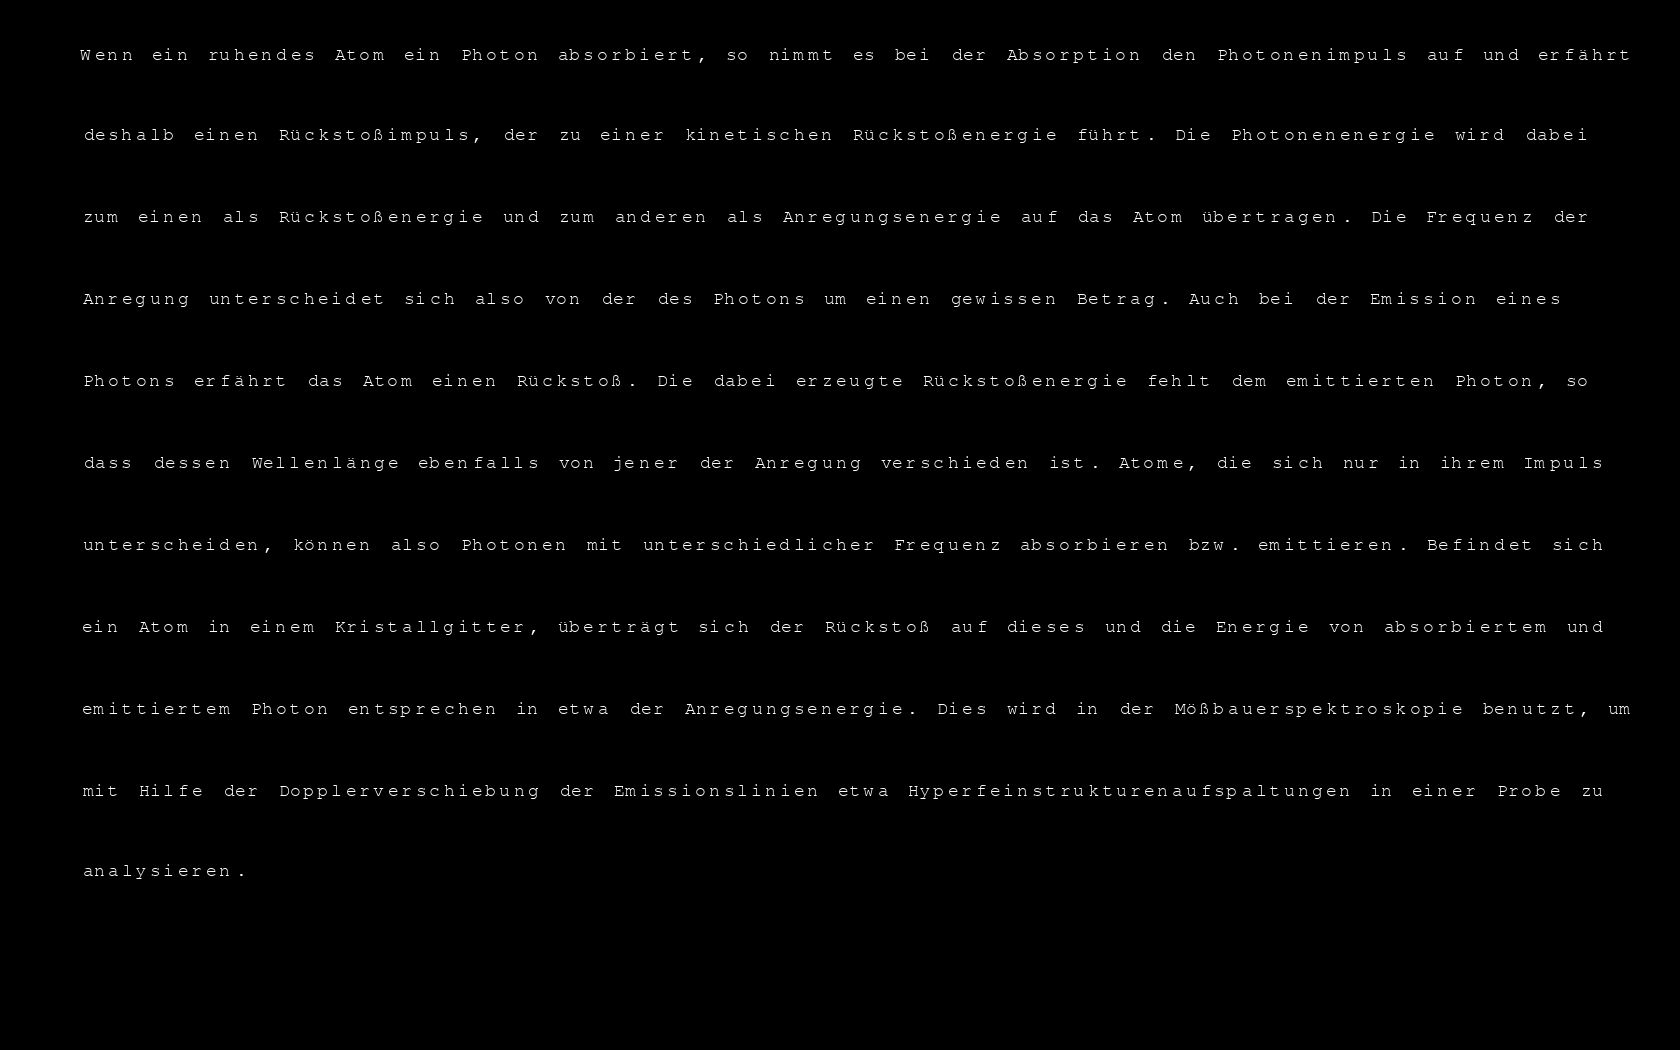 Wenn ein ruhendes Atom ein Photon absorbiert, so nimmt es bei der Absorption den Photonenimpuls auf und erfährt
deshalb einen Rückstoßimpuls, der zu einer kinetischen Rückstoßenergie führt. Die Photonenenergie wird dabei
zum einen als Rückstoßenergie und zum anderen als Anregungsenergie auf das Atom übertragen. Die Frequenz der
Anregung unterscheidet sich also von der des Photons um einen gewissen Betrag. Auch bei der Emission eines
Photons erfährt das Atom einen Rückstoß. Die dabei erzeugte Rückstoßenergie fehlt dem emittierten Photon, so
dass dessen Wellenlänge ebenfalls von jener der Anregung verschieden ist. Atome, die sich nur in ihrem Impuls
unterscheiden, können also Photonen mit unterschiedlicher Frequenz absorbieren bzw. emittieren. Befindet sich
ein Atom in einem Kristallgitter, überträgt sich der Rückstoß auf dieses und die Energie von absorbiertem und
emittiertem Photon entsprechen in etwa der Anregungsenergie. Dies wird in der Mößbauerspektroskopie benutzt, um
mit Hilfe der Dopplerverschiebung der Emissionslinien etwa Hyperfeinstrukturenaufspaltungen in einer Probe zu
analysieren.